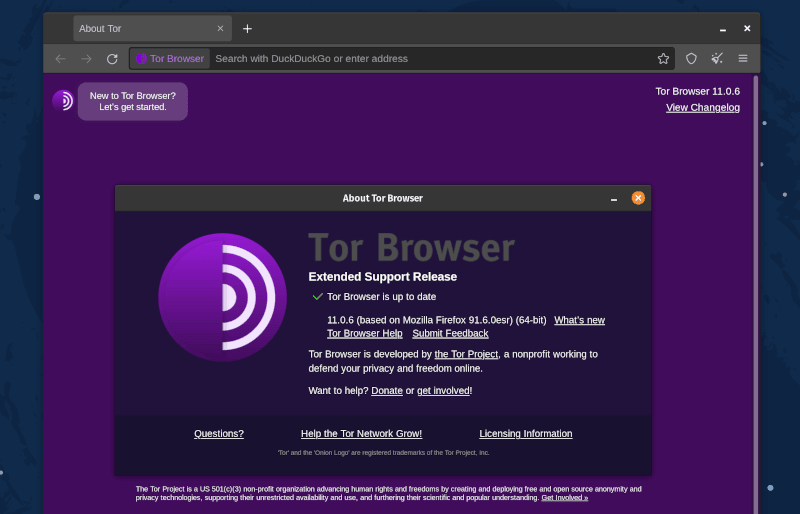 About Tor
Tor Browser Search with DuckDuckGo or enter address
New to Tor Browser?
Let's get started.
Tor Browser 11.0.6
View Changelog
About Tor Browser
Tor Browser
Extended Support Release
Tor Browser is up to date
11.0.6 (based on Mozilla Firefox 91.6.0esr) (64-bit) What's new
Tor Browser Help Submit Feedback
Tor Browser is developed by the Tor Project, a nonprofit working to
defend your privacy and freedom online.
Want to help? Donate or get involved!
Questions? Help the Tor Network Grow! Licensing Information
'Tor' and the 'Onion Logo' are registered trademarks of the Tor Project, Inc.
The Tor Project is a US 501(c)(3) non-profit organization advancing human rights and freedoms by creating and deploying free and open source anonymity and
privacy technologies, supporting their unrestricted availability and use, and furthering their scientific and popular understanding. Get Involved »